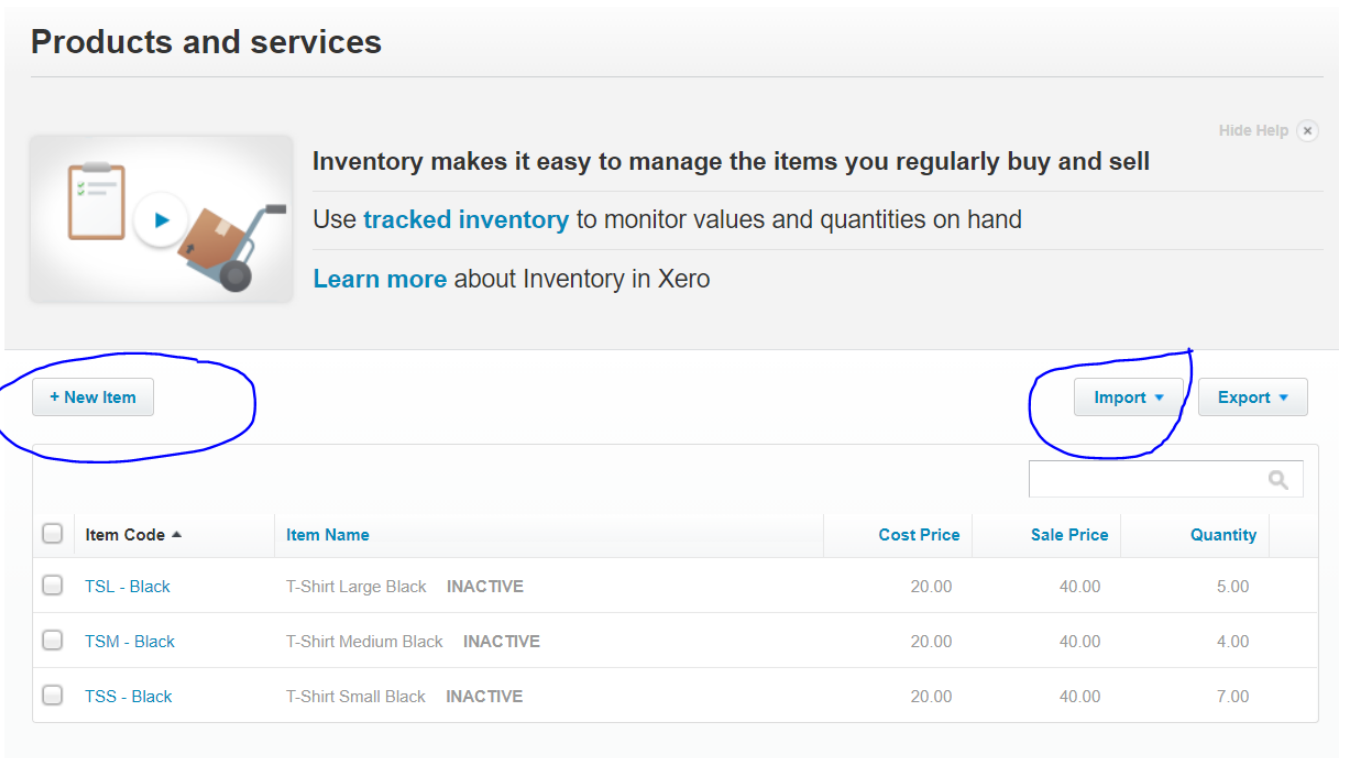 Products and services
Hide Help
Inventory makes it easy to manage the items you regularly buy and sell
Use tracked inventory to monitor values and quantities on hand
Learn more about Inventory in Xero
+ New Item Import Export
Item Code Item Name Cost Price Sale Price Quantity
TSL - Black T-Shirt Large Black INACTIVE 20.00 40.00 5.00
TSM - Black T-Shirt Medium Black INACTIVE 20.00 40.00 4.00
TSS - Black T-Shirt Small Black INACTIVE 20.00 40.00 7.00